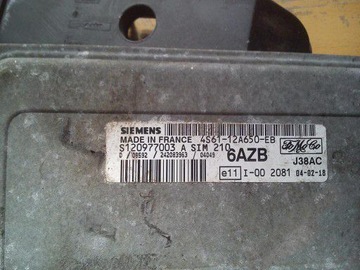 SIEMENS
MADE IN FRANCE 4S61-12A650-EB
S120977003 A SIM 210
6AZB J38AC
e11 I-00 2081 04-02-18